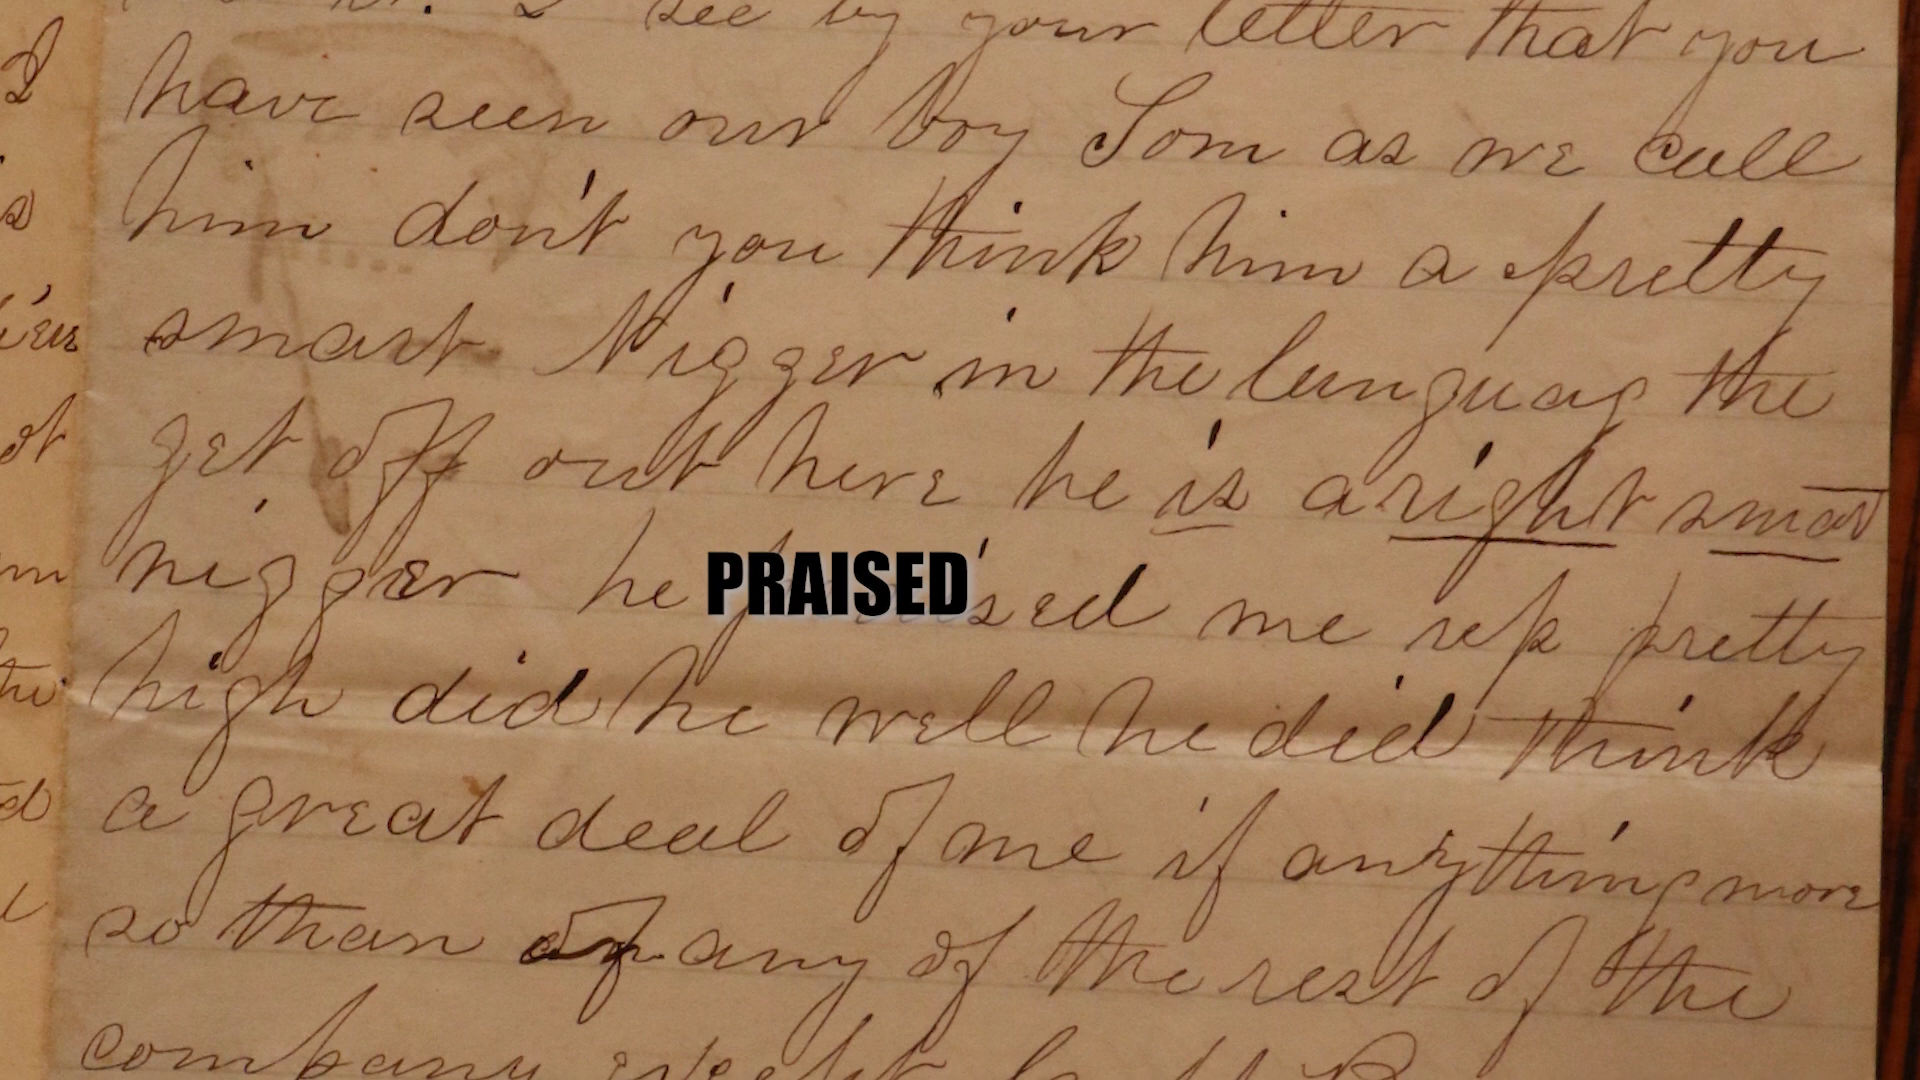 I see by your letter that you
have seen our boy Som as we call
him don't you think him a pretty
smart Nigger in the languag the
get off out here he is a right smart
nigger he praised me up pretty
PRAISED
high did he well he did think
a great deal of me if anything more
so than of any of the rest of the
company